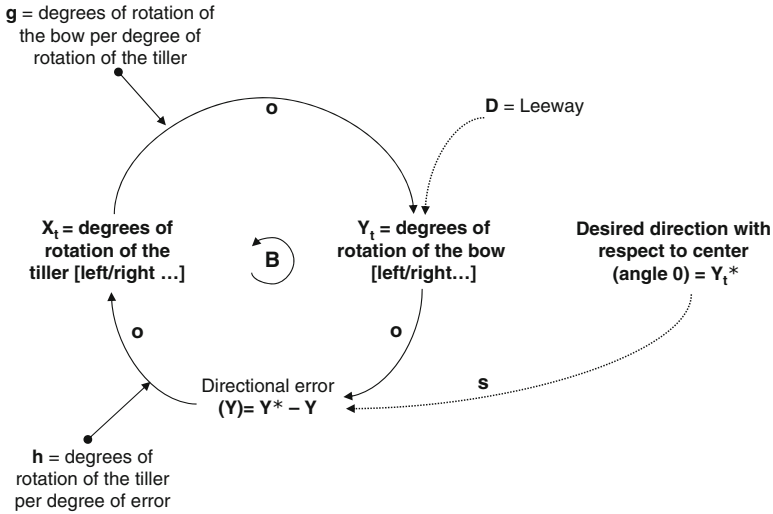 g = degrees of rotation of
the bow per degree of
rotation of the tiller
o
D = Leeway
Xt = degrees of
rotation of the
tiller [left/right ...]
B
Yt = degrees of
rotation of the bow
[left/right...]
Desired direction with
respect to center
(angle 0) = Yt*
o
o
Directional error
(Y)= Y* – Y
s
h = degrees of
rotation of the tiller
per degree of error